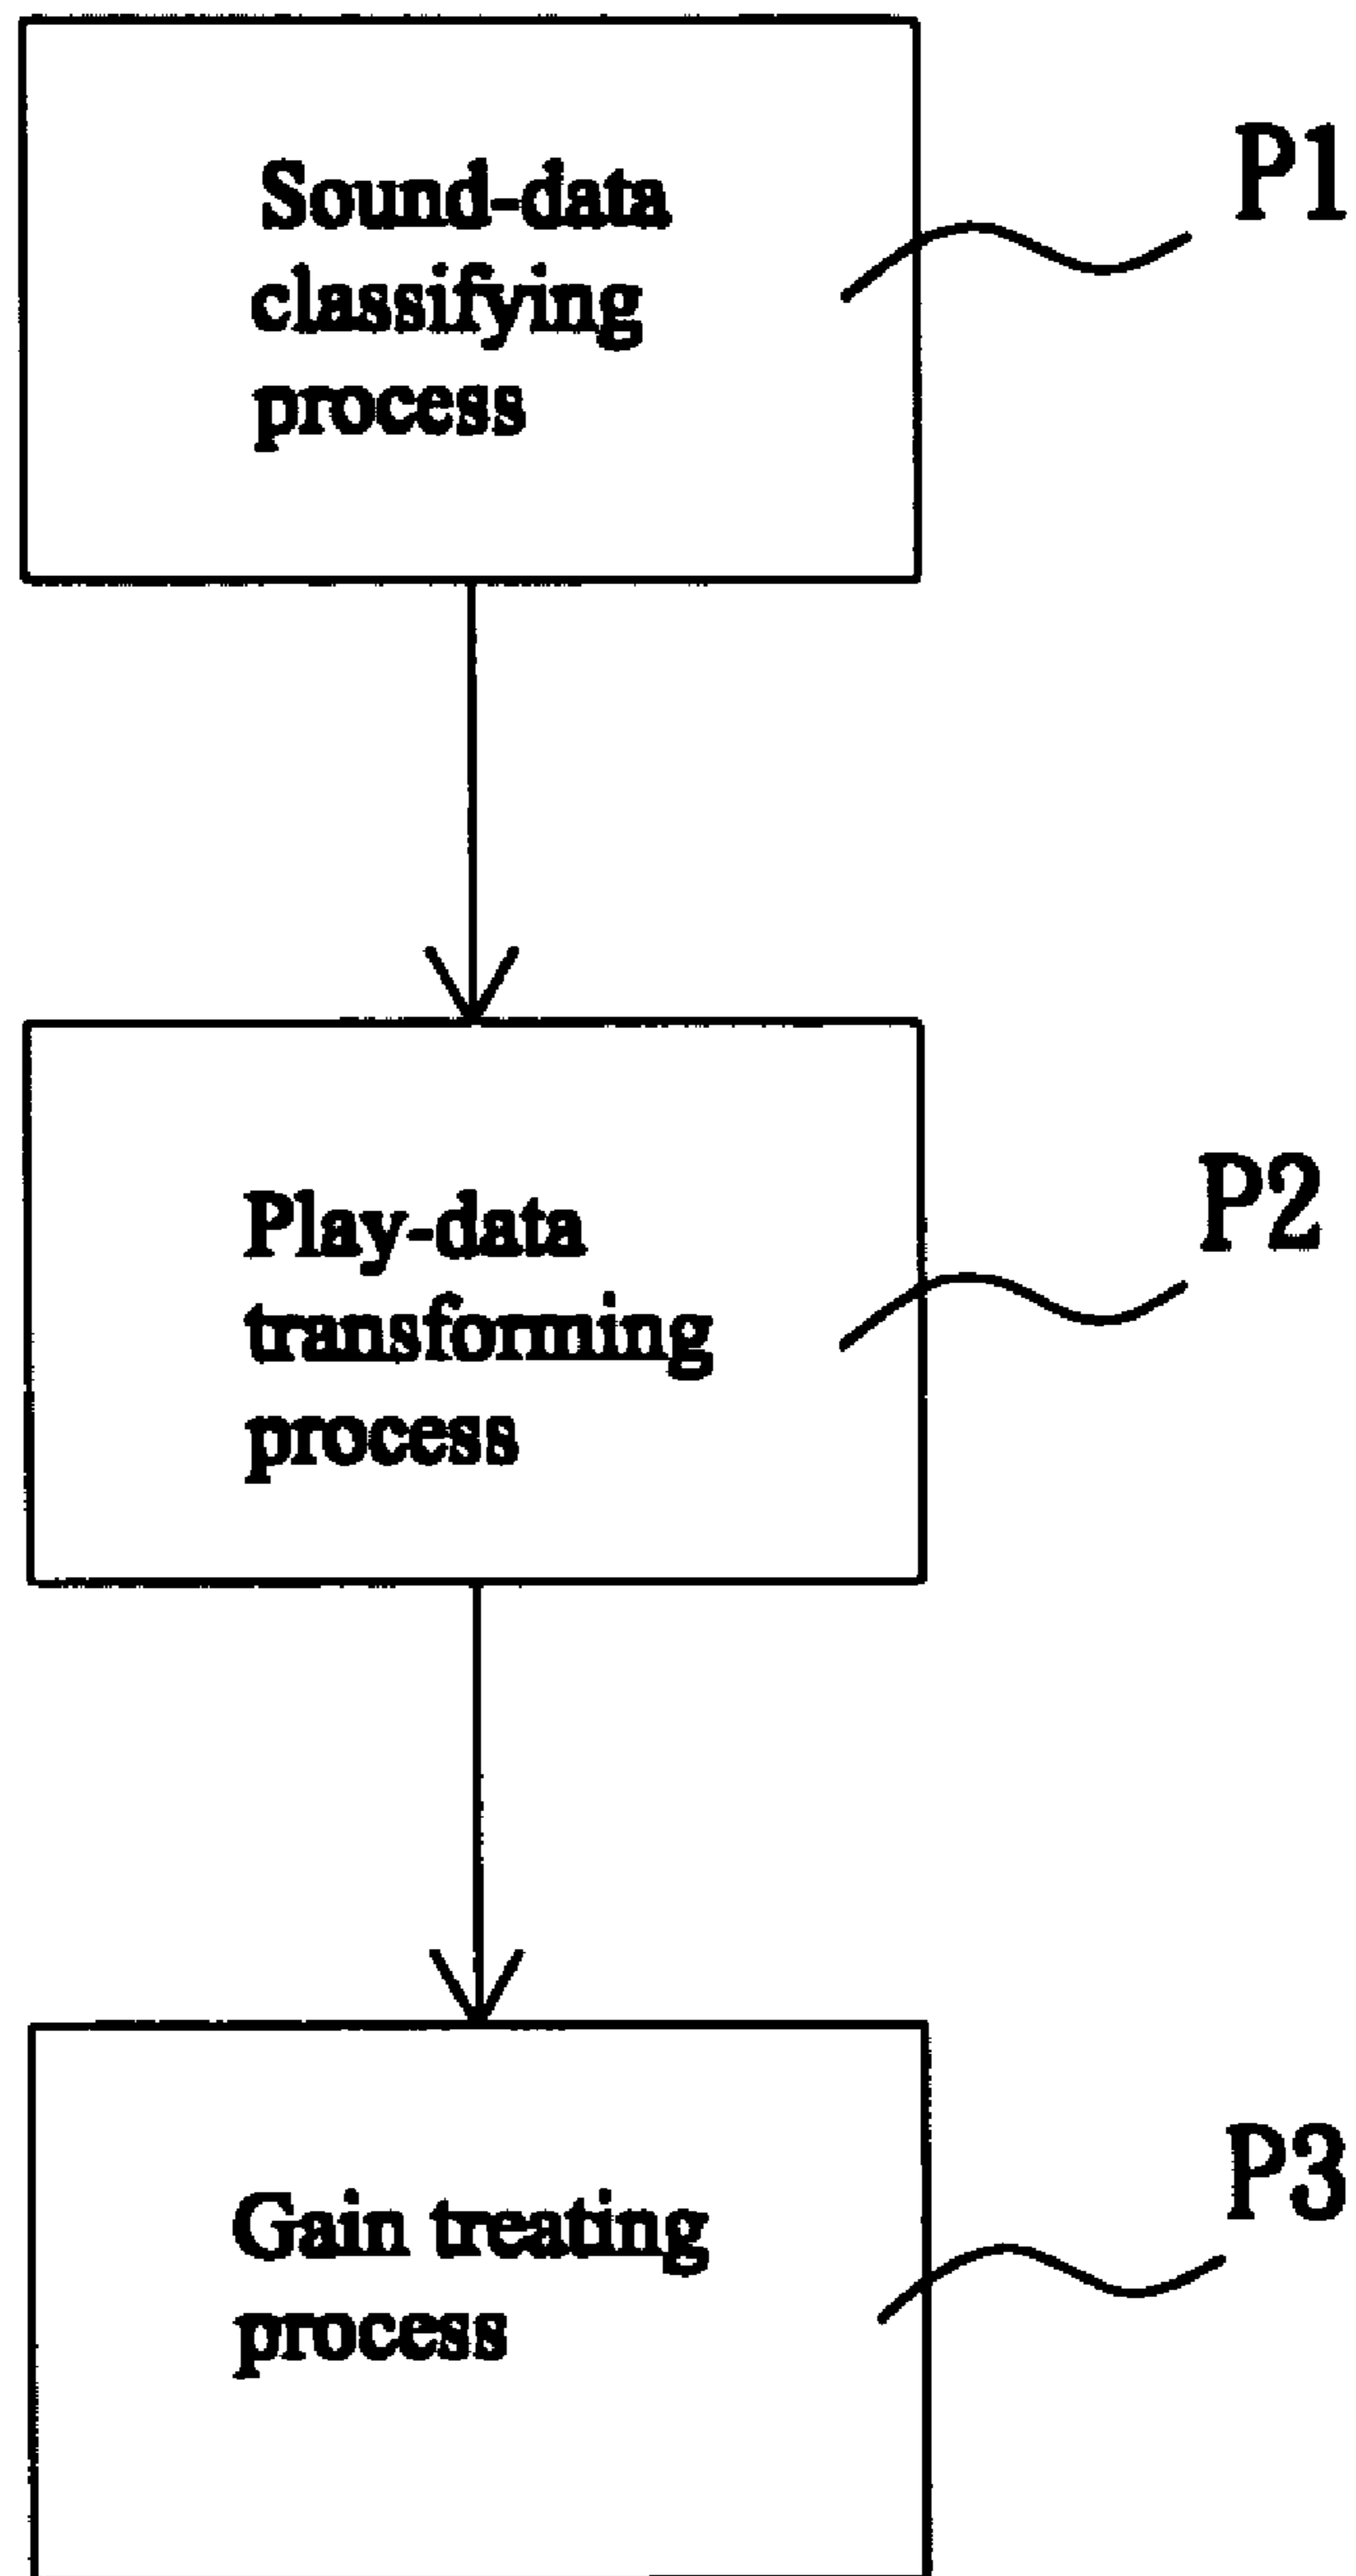 Sound-data
classifying
process
P1
Play-data
transforming
process
P2
Gain treating
process
P3